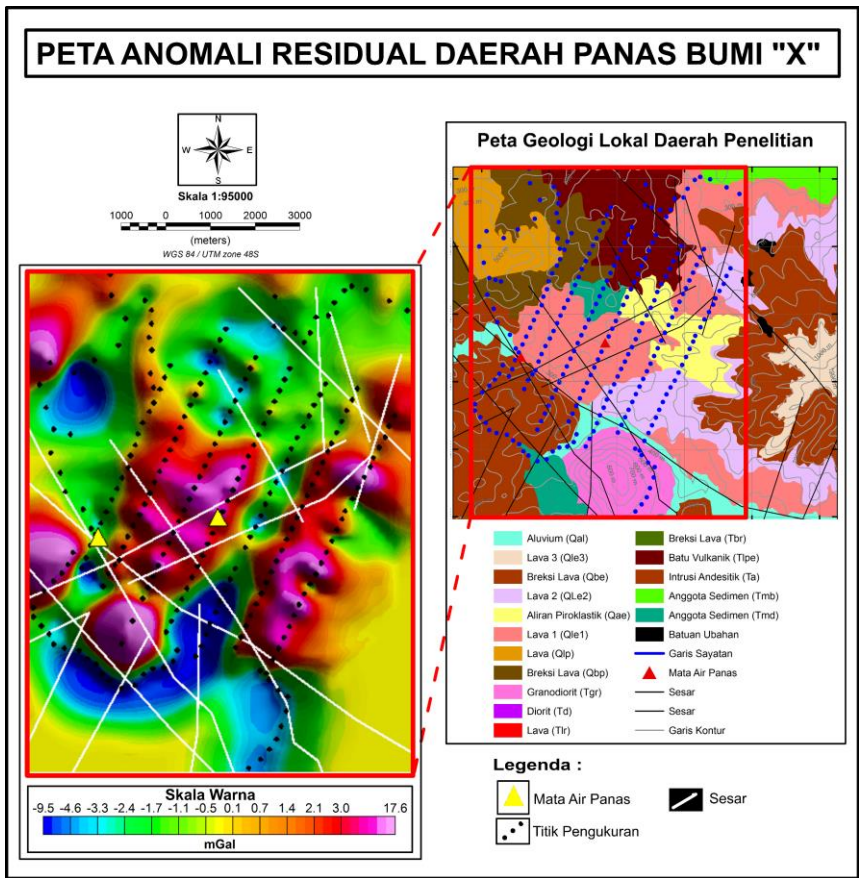 PETA ANOMALI RESIDUAL DAERAH PANAS BUMI "X"
N
W E
S
Skala 1:95000
1000 0 1000 2000 3000
(meters)
WGS 84 / UTM zone 48S
Skala Warna
-9.5 -4.6 -3.3 -2.4 -1.7 -1.1 -0.5 0.1 0.7 1.4 2.1 3.0 17.6
mGal
Peta Geologi Lokal Daerah Penelitian
Aluvium (Qal)
Lava 3 (Qle3)
Breksi Lava (Qbe)
Lava 2 (QLe2)
Aliran Piroklastik (Qae)
Lava 1 (Qle1)
Lava (Qlp)
Breksi Lava (Qbp)
Granodiorit (Tgr)
Diorit (Td)
Lava (Tlr)
Breksi Lava (Tbr)
Batu Vulkanik (Tlpe)
Intrusi Andesitik (Ta)
Anggota Sedimen (Tmb)
Anggota Sedimen (Tmd)
Batuan Ubahan
Garis Sayatan
Mata Air Panas
Sesar
Sesar
Garis Kontur
Legenda :
Mata Air Panas
Sesar
Titik Pengukuran